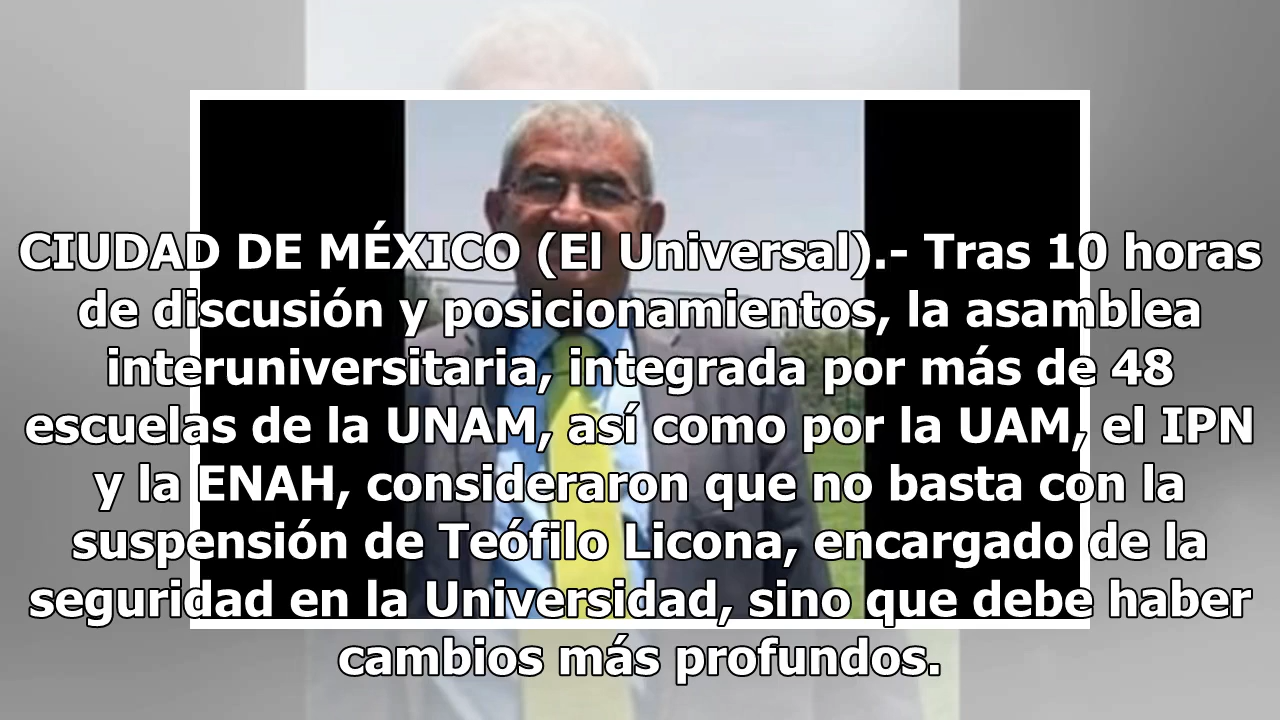 CIUDAD DE MÉXICO (El Universal).- Tras 10 horas
de discusión y posicionamientos, la asamblea
interuniversitaria, integrada por más de 48
escuelas de la UNAM, así como por la UAM, el IPN
y la ENAH, consideraron que no basta con la
suspensión de Teófilo Licona, encargado de la
seguridad en la Universidad, sino que debe haber
cambios más profundos.